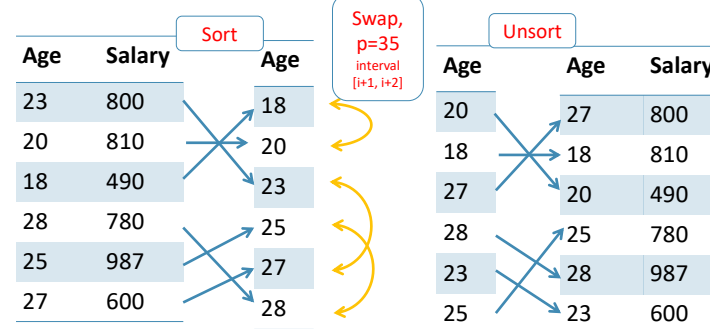 Sort
Swap,
p=35
interval
[i+1, i+2]
Unsort
Age Salary
23 800
20 810
18 490
28 780
25 987
27 600
Age
18
20
23
25
27
28
Age
20
18
27
28
23
25
Age Salary
27 800
18 810
20 490
25 780
28 987
23 600